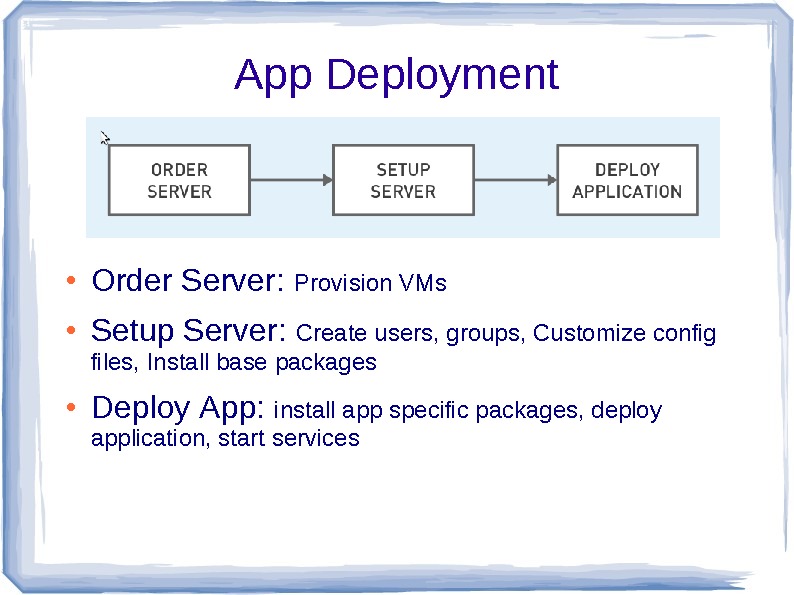 App Deployment
ORDER
SERVER
SETUP
SERVER
DEPLOY
APPLICATION
• Order Server: Provision VMs
• Setup Server: Create users, groups, Customize config
files, Install base packages
• Deploy App: install app specific packages, deploy
application, start services